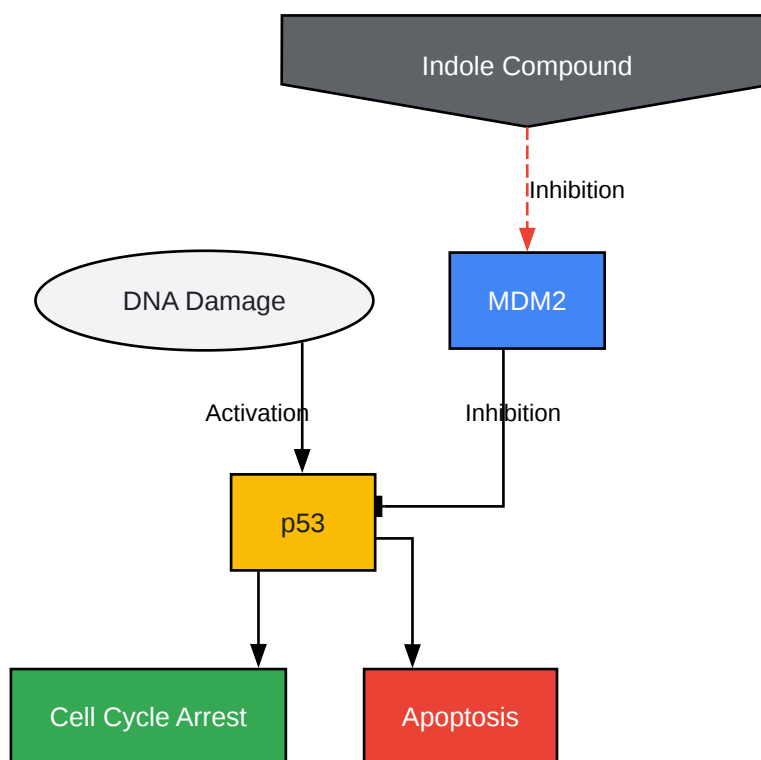 Indole Compound
Inhibition
DNA Damage
MDM2
Activation
Inhibition
p53
Cell Cycle Arrest
Apoptosis